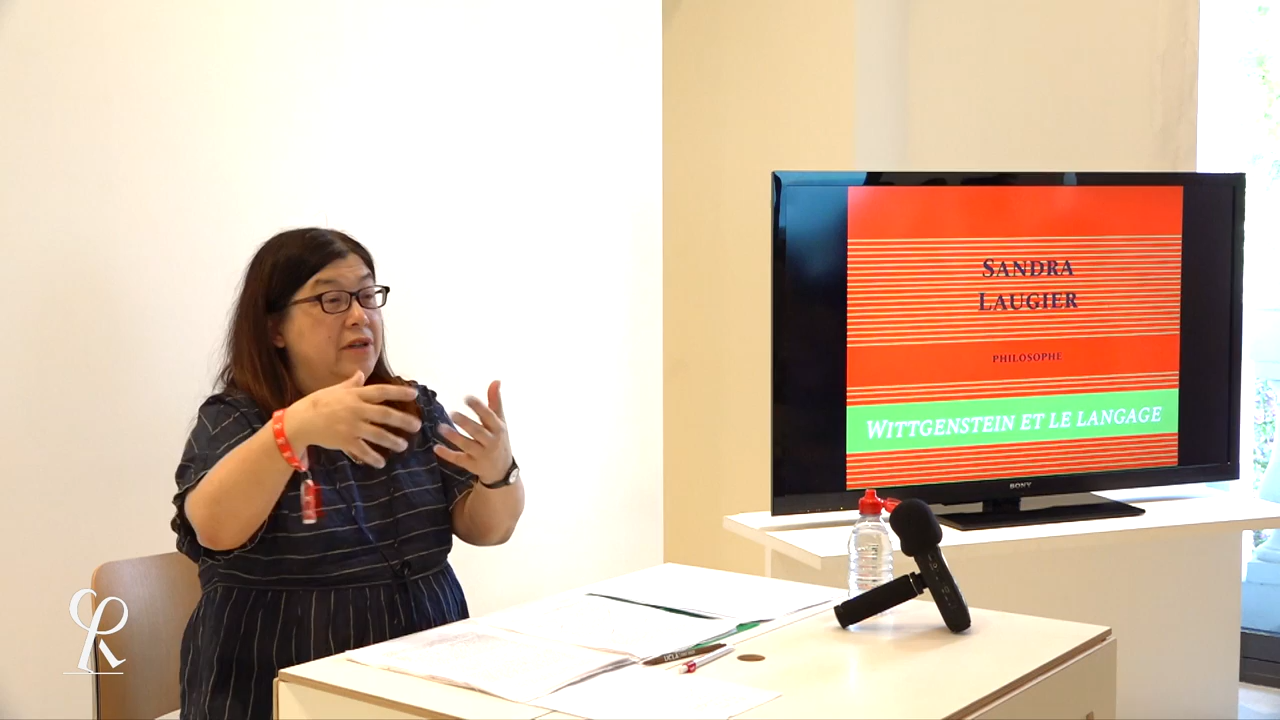 SANDRA
LAUGIER
PHILOSOPHE
WITTGENSTEIN ET LE LANGAGE
SONY